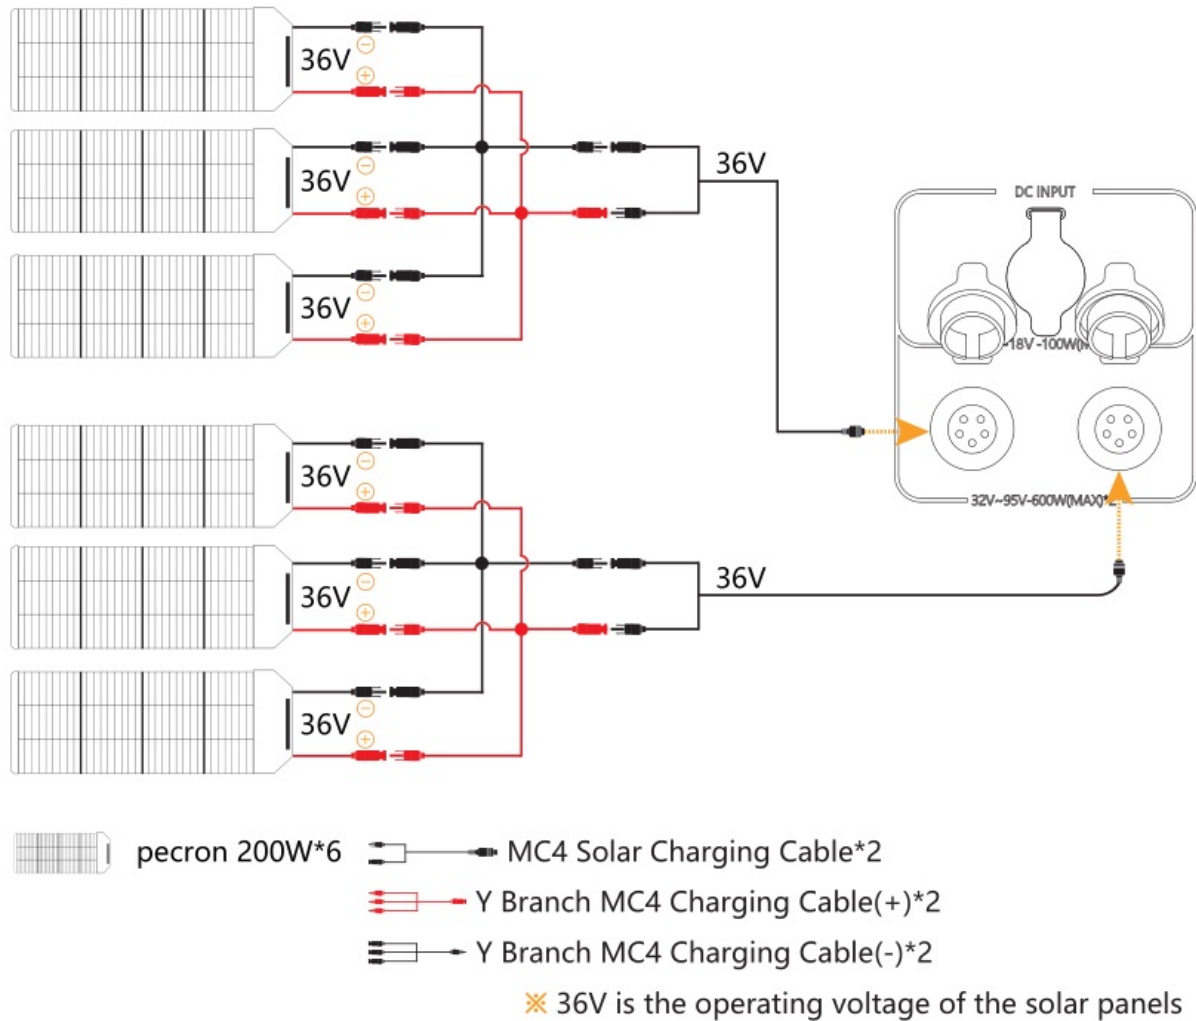 36V
36V
36V
36V
DC INPUT
~18V -100W(M
36V
36V
36V
36V
32V~95V-600W(MAX)*2
pecron 200W*6
MC4 Solar Charging Cable*2
Y Branch MC4 Charging Cable(+)*2
Y Branch MC4 Charging Cable(-)*2
※ 36V is the operating voltage of the solar panels